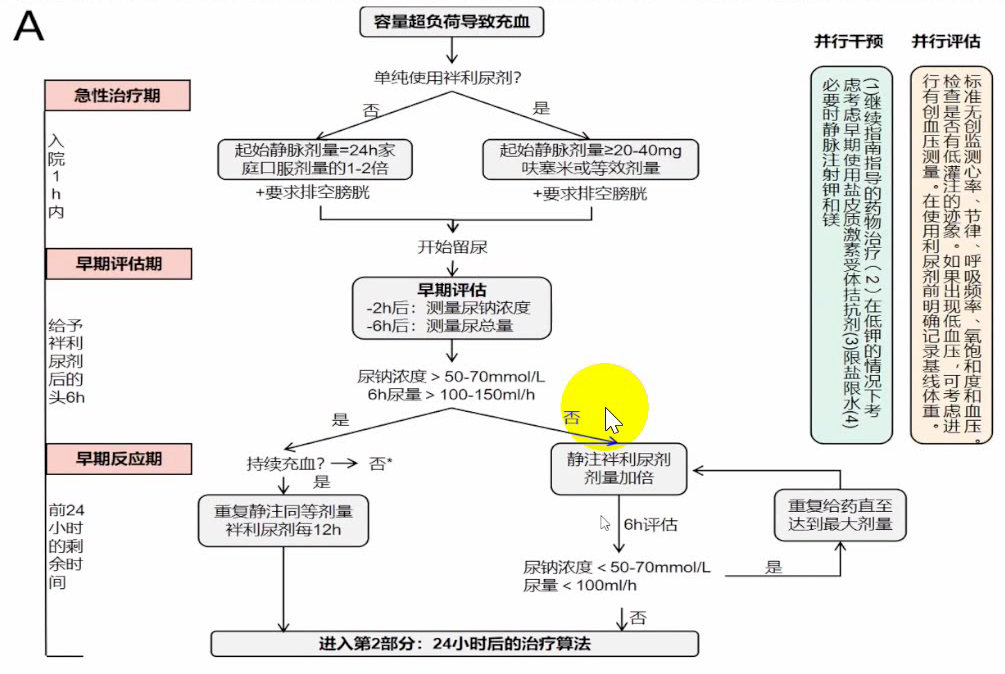 A
容量超负荷导致充血
单纯使用袢利尿剂?
否
是
急性治疗期
入
院
1
h
内
起始静脉剂量=24h家
庭口服剂量的1-2倍
+要求排空膀胱
起始静脉剂量≥20-40mg
呋塞米或等效剂量
+要求排空膀胱
开始留尿
早期评估期
给予
袢利
尿剂
后的
头6h
早期评估
-2h后：测量尿钠浓度
-6h后：测量尿总量
尿钠浓度＞50-70mmol/L
6h尿量＞100-150ml/h
是
否
早期反应期
前24
小时
的剩
余时
间
持续充血?
否*
是
重复静注同等剂量
袢利尿剂每12h
静注袢利尿剂
剂量加倍
6h评估
尿钠浓度＜50-70mmol/L
尿量＜100ml/h
是
重复给药直至
达到最大剂量
否
进入第2部分：24小时后的治疗算法
并行干预
(1)继续指南指导的药物治疗（2）在低钾的情况下考
虑考虑早期使用盐皮质激素受体拮抗剂(3)限盐限水(4)
必要时静脉注射钾和镁
并行评估
标准无创监测心率、节律、呼吸频率、氧饱和度和血压。
检查是否有低灌注的迹象。如果出现低血压，可考虑进
行有创血压测量。在使用利尿剂前明确记录基线体重。